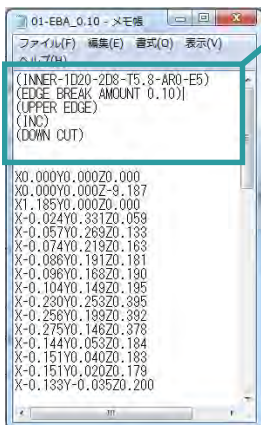 01-EBA_0.10 - メモ帳
ファイル(F) 編集(E) 書式(O) 表示(V)
ヘルプ(H)
(INNER-1D20-2D8-T5.8-AR0-E5)
(EDGE BREAK AMOUNT 0.10)
(UPPER EDGE)
(INC)
(DOWN CUT)
X0.000Y0.000Z0.000
X0.000Y0.000Z-9.187
X1.185Y0.000Z0.000
X-0.024Y0.331Z0.059
X-0.057Y0.269Z0.133
X-0.074Y0.219Z0.163
X-0.086Y0.191Z0.181
X-0.096Y0.168Z0.190
X-0.104Y0.149Z0.195
X-0.230Y0.253Z0.395
X-0.256Y0.199Z0.392
X-0.275Y0.146Z0.378
X-0.144Y0.053Z0.184
X-0.151Y0.040Z0.183
X-0.151Y0.020Z0.179
X-0.133Y-0.035Z0.200